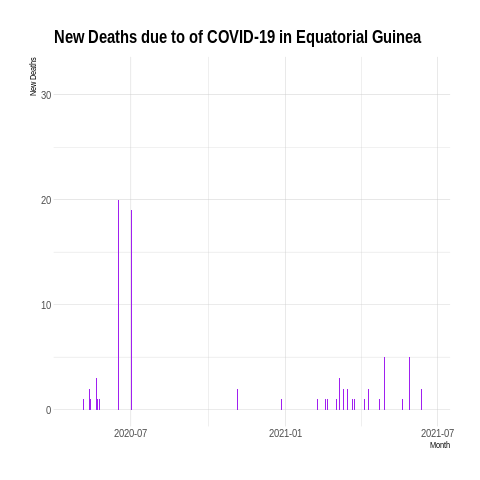 New Deaths due to of COVID-19 in Equatorial Guinea
New Deaths
30
20
10
0
2020-07
2021-01
2021-07
Month